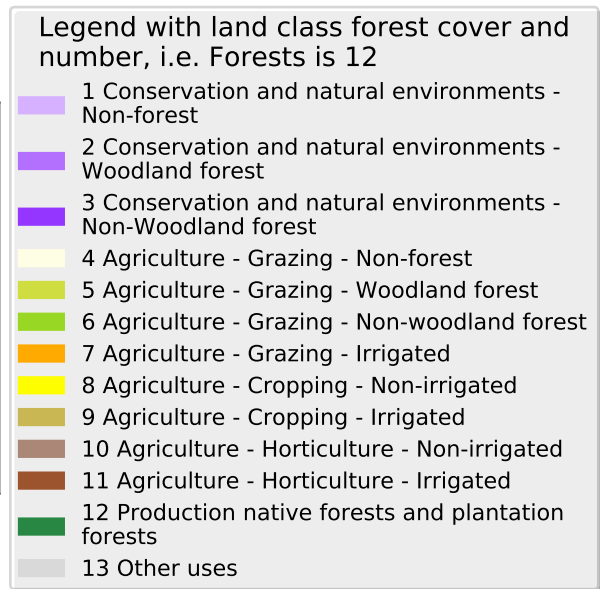 Legend with land class forest cover and
number, i.e. Forests is 12
1 Conservation and natural environments -
Non-forest
2 Conservation and natural environments -
Woodland forest
3 Conservation and natural environments -
Non-Woodland forest
4 Agriculture - Grazing - Non-forest
5 Agriculture - Grazing - Woodland forest
6 Agriculture - Grazing - Non-woodland forest
7 Agriculture - Grazing - Irrigated
8 Agriculture - Cropping - Non-irrigated
9 Agriculture - Cropping - Irrigated
10 Agriculture - Horticulture - Non-irrigated
11 Agriculture - Horticulture - Irrigated
12 Production native forests and plantation
forests
13 Other uses